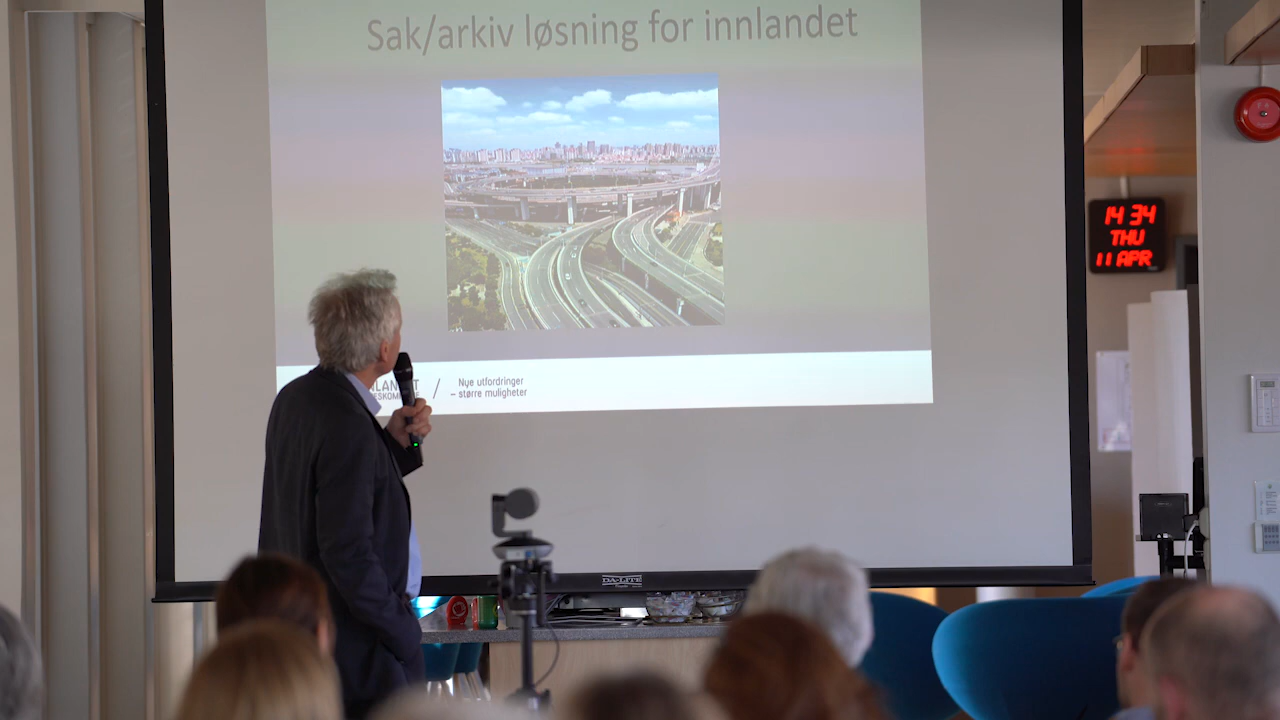 Sak/arkiv løsning for innlandet
14 34
THU
11 APR
/ Nye utfordringer
– større muligheter
DA-LITE